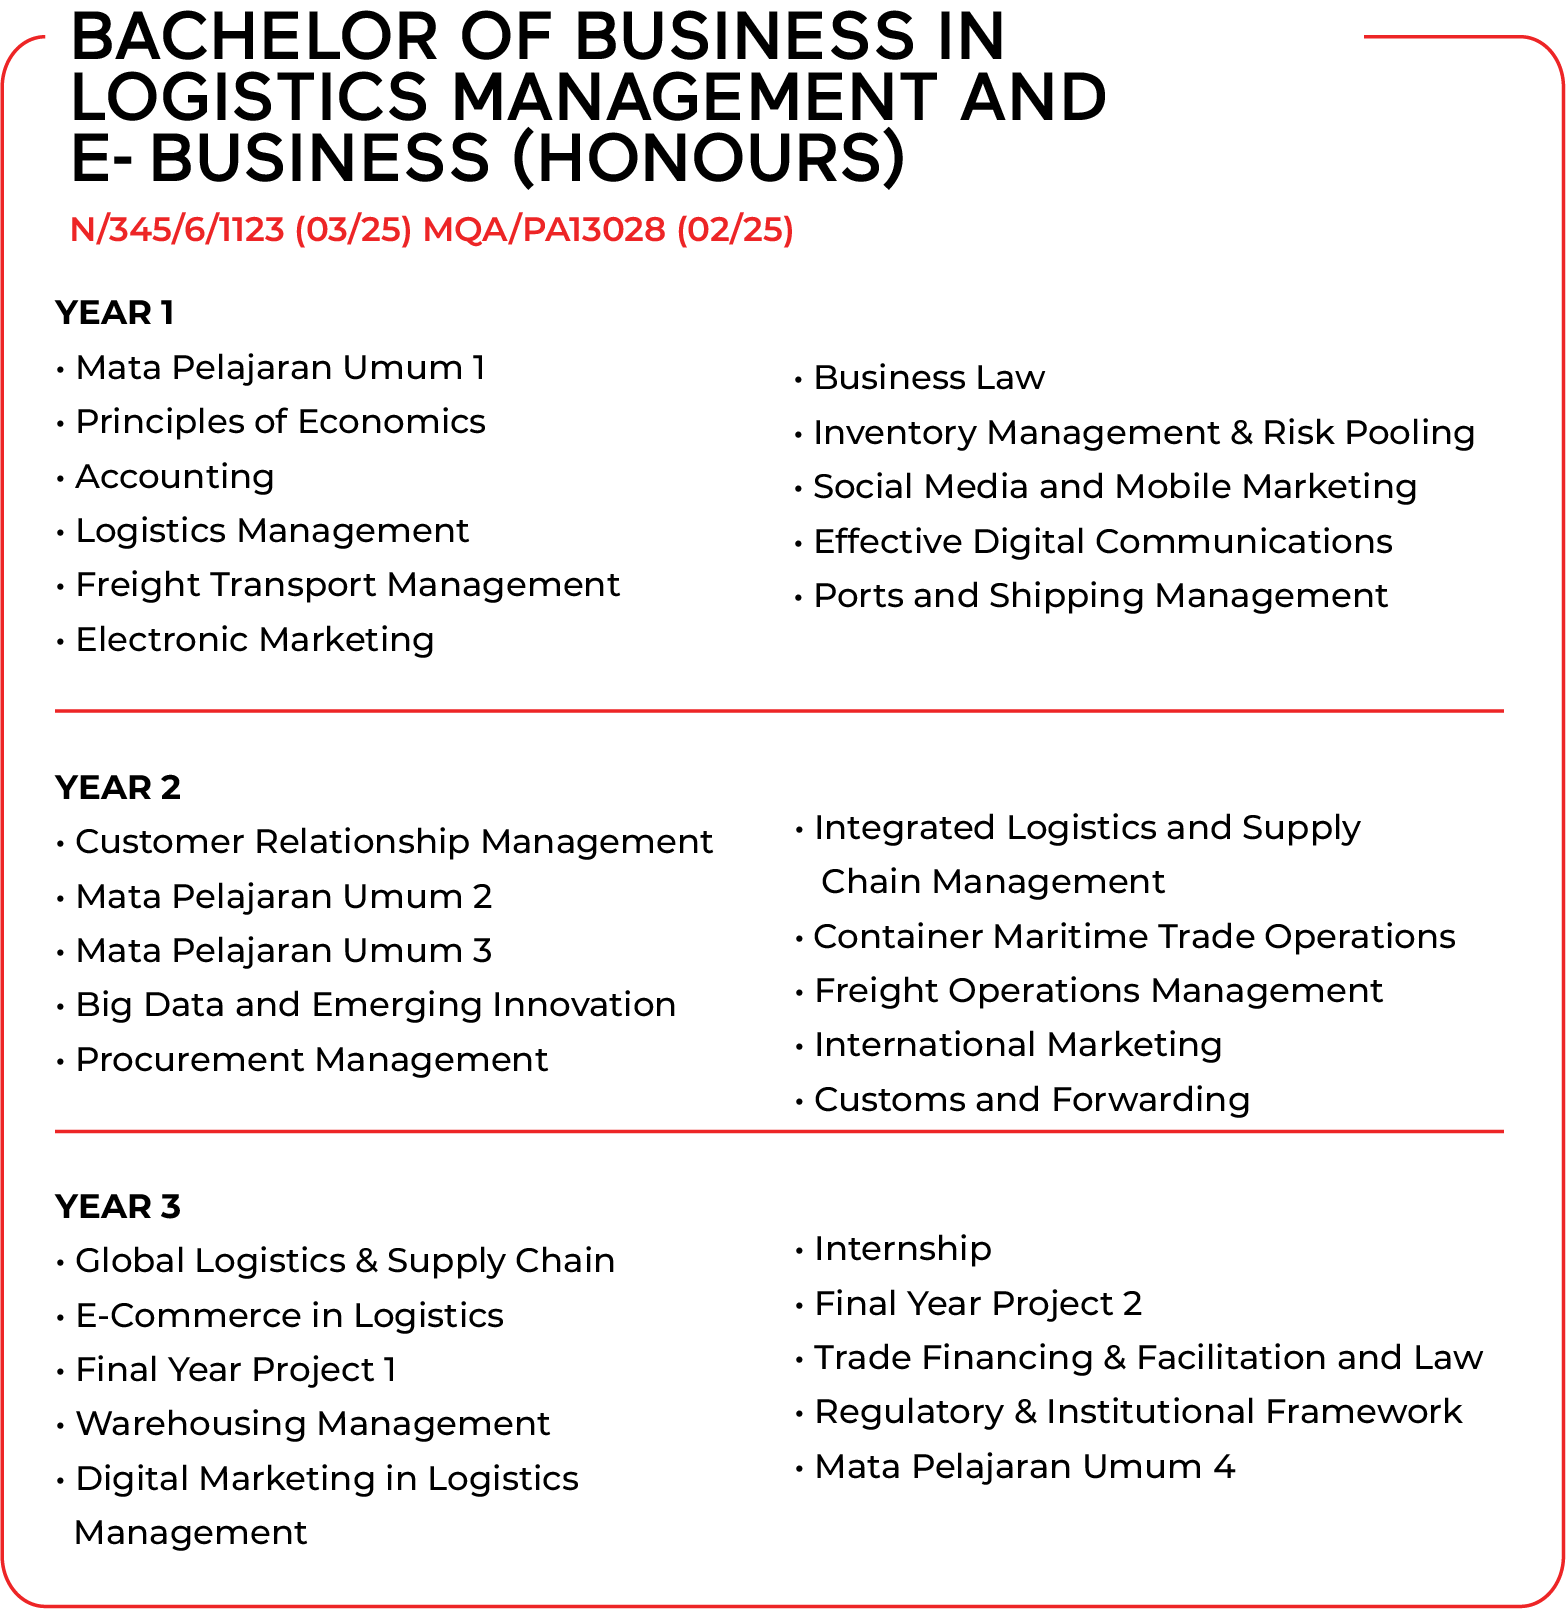 BACHELOR OF BUSINESS IN
LOGISTICS MANAGEMENT AND
E- BUSINESS (HONOURS)
N/345/6/1123 (03/25) MQA/PA13028 (02/25)
YEAR 1
• Mata Pelajaran Umum 1
• Principles of Economics
• Accounting
• Logistics Management
• Freight Transport Management
• Electronic Marketing
• Business Law
• Inventory Management & Risk Pooling
• Social Media and Mobile Marketing
• Effective Digital Communications
• Ports and Shipping Management
YEAR 2
• Customer Relationship Management
• Mata Pelajaran Umum 2
• Mata Pelajaran Umum 3
• Big Data and Emerging Innovation
• Procurement Management
• Integrated Logistics and Supply
Chain Management
• Container Maritime Trade Operations
• Freight Operations Management
• International Marketing
• Customs and Forwarding
YEAR 3
• Global Logistics & Supply Chain
• E-Commerce in Logistics
• Final Year Project 1
• Warehousing Management
• Digital Marketing in Logistics
Management
• Internship
• Final Year Project 2
• Trade Financing & Facilitation and Law
• Regulatory & Institutional Framework
• Mata Pelajaran Umum 4